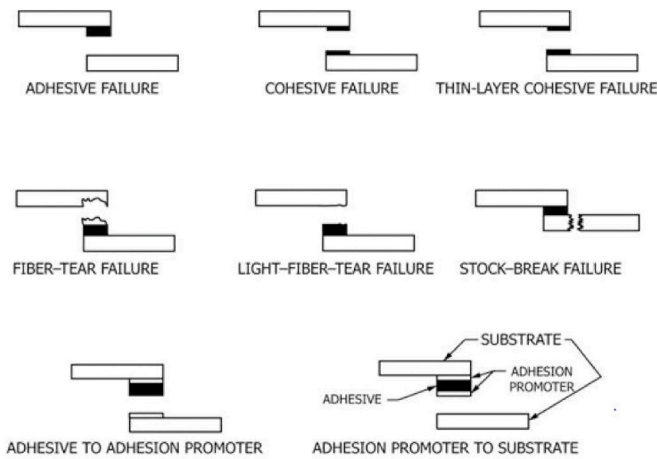 ADHESIVE FAILURE
COHESIVE FAILURE
THIN-LAYER COHESIVE FAILURE
FIBER–TEAR FAILURE
LIGHT–FIBER–TEAR FAILURE
STOCK–BREAK FAILURE
SUBSTRATE
ADHESION
PROMOTER
ADHESIVE
ADHESIVE TO ADHESION PROMOTER
ADHESION PROMOTER TO SUBSTRATE